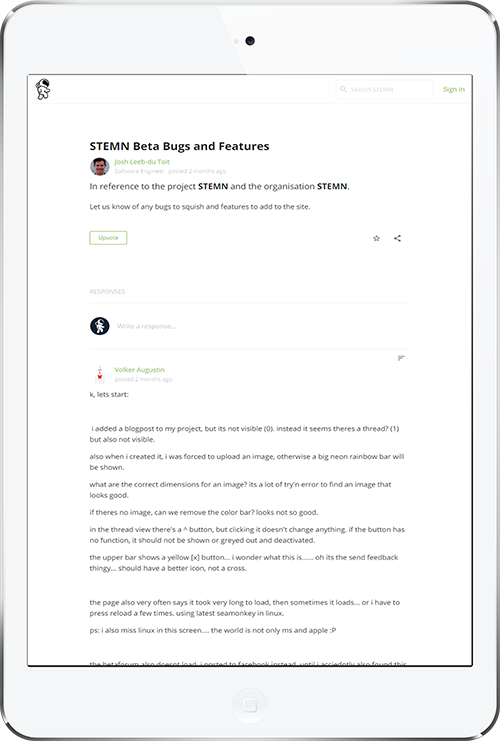 Search STEMN
Sign in
STEMN Beta Bugs and Features
Josh Leeb-du Toit
Software Engineer · posted 2 months ago
In reference to the project STEMN and the organisation STEMN.
Let us know of any bugs to squish and features to add to the site.
Upvote
RESPONSES
Write a response...
Volker Augustin
posted 2 months ago
k, lets start:
i added a blogpost to my project, but its not visible (0). instead it seems theres a thread? (1)
but also not visible.
also when i created it, i was forced to upload an image, otherwise a big neon rainbow bar will
be shown.
what are the correct dimensions for an image? its a lot of try'n error to find an image that
looks good.
if theres no image, can we remove the color bar? looks not so good.
in the thread view there's a ^ button, but clicking it doesn't change anything. if the button has
no function, it should not be shown or greyed out and deactivated.
the upper bar shows a yellow [x] button... i wonder what this is...... oh its the send feedback
thingy... should have a better icon, not a cross.
the page also very often says it took very long to load, then sometimes it loads... or i have to
press reload a few times. using latest seamonkey in linux.
ps: i also miss linux in this screen.... the world is not only ms and apple :P
the betaforum also doesnt load, i posted to facebook instead, until i